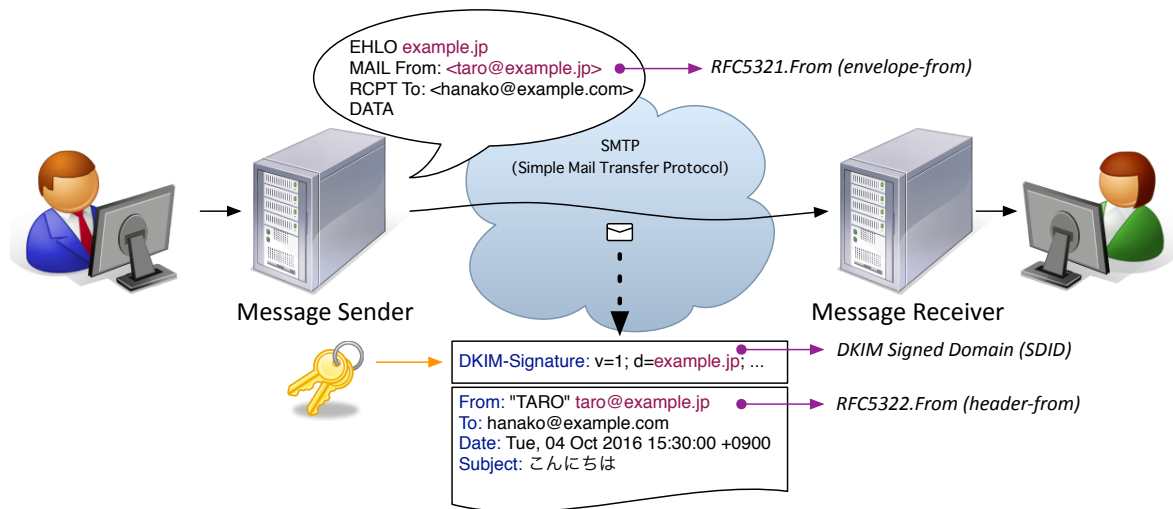 EHLO example.jp
MAIL From: <taro@example.jp>
RCPT To: <hanako@example.com>
DATA
RFC5321.From (envelope-from)
SMTP
(Simple Mail Transfer Protocol)
Message Sender
Message Receiver
DKIM-Signature: v=1; d=example.jp; ...
DKIM Signed Domain (SDID)
From: "TARO" taro@example.jp
RFC5322.From (header-from)
To: hanako@example.com
Date: Tue, 04 Oct 2016 15:30:00 +0900
Subject: こんにちは